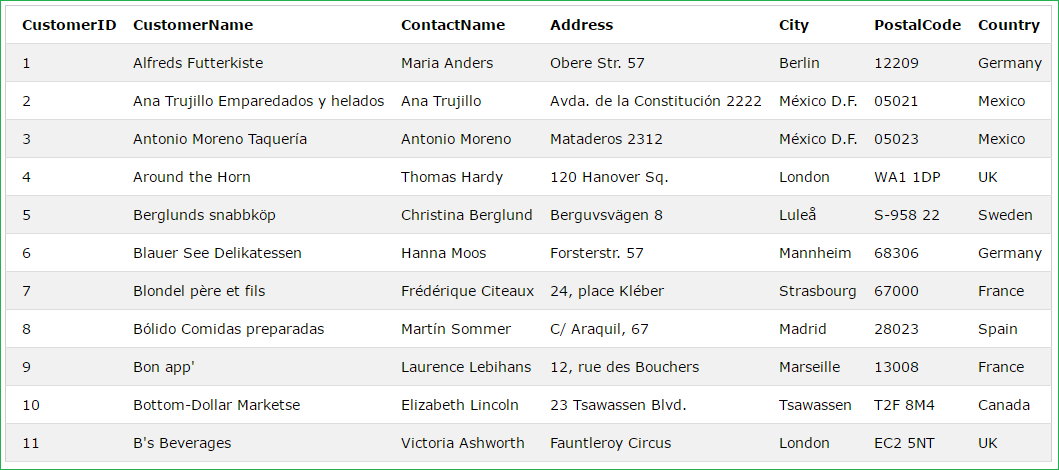 CustomerID CustomerName ContactName Address City PostalCode Country
1 Alfreds Futterkiste Maria Anders Obere Str. 57 Berlin 12209 Germany
2 Ana Trujillo Emparedados y helados Ana Trujillo Avda. de la Constitución 2222 México D.F. 05021 Mexico
3 Antonio Moreno Taquería Antonio Moreno Mataderos 2312 México D.F. 05023 Mexico
4 Around the Horn Thomas Hardy 120 Hanover Sq. London WA1 1DP UK
5 Berglunds snabbköp Christina Berglund Berguvsvägen 8 Luleå S-958 22 Sweden
6 Blauer See Delikatessen Hanna Moos Forsterstr. 57 Mannheim 68306 Germany
7 Blondel père et fils Frédérique Citeaux 24, place Kléber Strasbourg 67000 France
8 Bólido Comidas preparadas Martín Sommer C/ Araquil, 67 Madrid 28023 Spain
9 Bon app' Laurence Lebihans 12, rue des Bouchers Marseille 13008 France
10 Bottom-Dollar Marketse Elizabeth Lincoln 23 Tsawassen Blvd. Tsawassen T2F 8M4 Canada
11 B's Beverages Victoria Ashworth Fauntleroy Circus London EC2 5NT UK